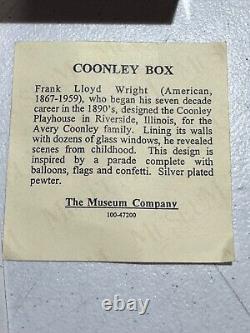 COONLEY BOX
Frank Lloyd Wright (American,
1867-1959), who began his seven decade
career in the 1890's, designed the Coonley
Playhouse in Riverside, Illinois, for the
Avery Coonley family. Lining its walls
with dozens of glass windows, he revealed
scenes from childhood. This design is
inspired by a parade complete with
balloons, flags and confetti. Silver plated
pewter.
The Museum Company
100-47200